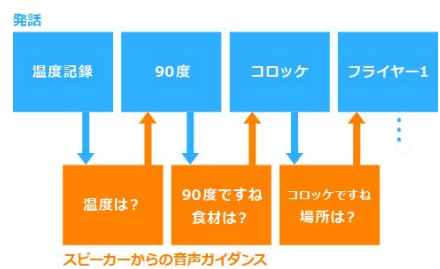 発話
温度記録
90度
コロッケ
フライヤー1
温度は?
90度ですね
食材は?
コロッケですね
場所は?
スピーカーからの音声ガイダンス